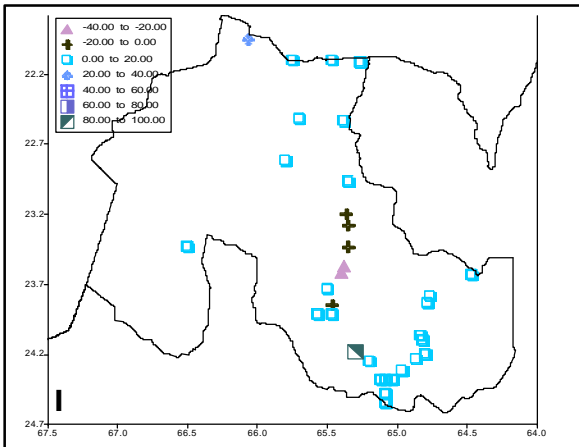 -40.00 to -20.00
-20.00 to 0.00
0.00 to 20.00
20.00 to 40.00
40.00 to 60.00
60.00 to 80.00
80.00 to 100.00
22.2
22.7
23.2
23.7
24.2
24.7
I
67.5 67.0 66.5 66.0 65.5 65.0 64.5 64.0